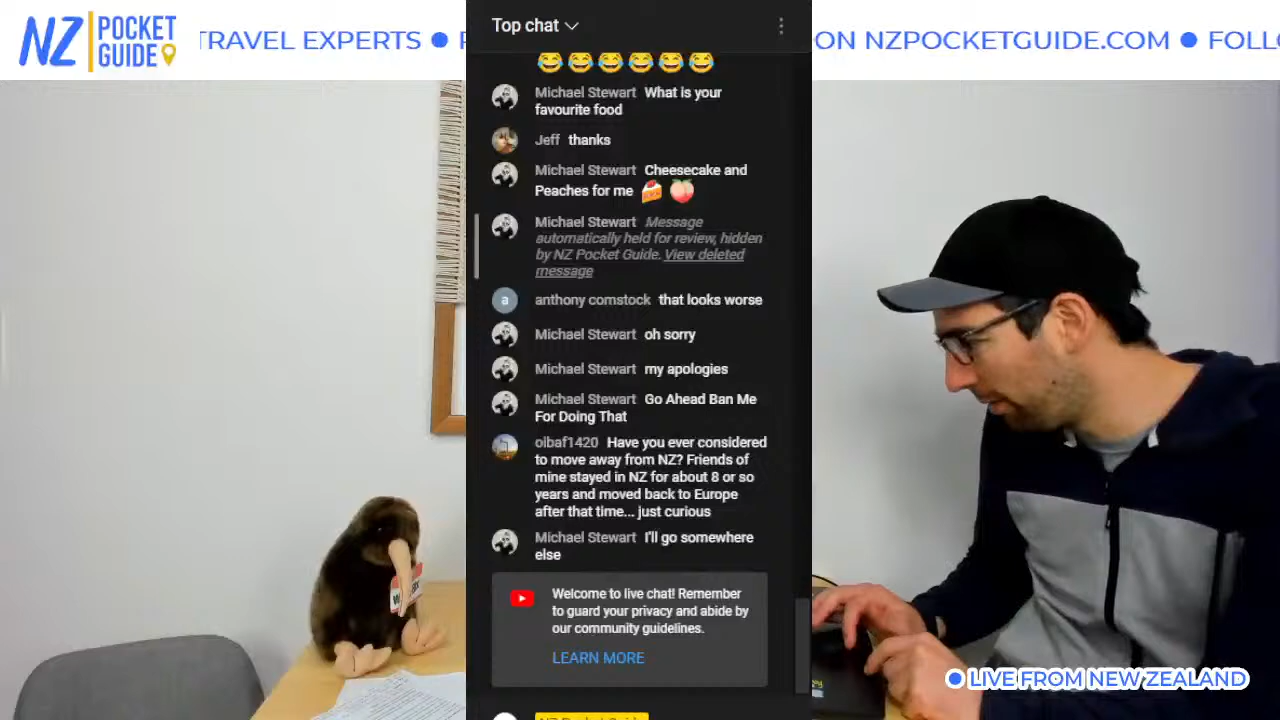 NZ POCKET GUIDE
TRAVEL EXPERTS
ON NZPOCKETGUIDE.COM ● FOLL
Top chat
😂😂😂😂😂😂
Michael Stewart What is your
favourite food
Jeff thanks
Michael Stewart Cheesecake and
Peaches for me 🍰 🍑
Michael Stewart Message
automatically held for review, hidden
by NZ Pocket Guide. View deleted
message
a
anthony comstock that looks worse
Michael Stewart oh sorry
Michael Stewart my apologies
Michael Stewart Go Ahead Ban Me
For Doing That
olbaf1420 Have you ever considered
to move away from NZ? Friends of
mine stayed in NZ for about 8 or so
years and moved back to Europe
after that time... just curious
Michael Stewart I'll go somewhere
else
Welcome to live chat! Remember
to guard your privacy and abide by
our community guidelines.
LEARN MORE
NZ Pocket Guide
● LIVE FROM NEW ZEALAND